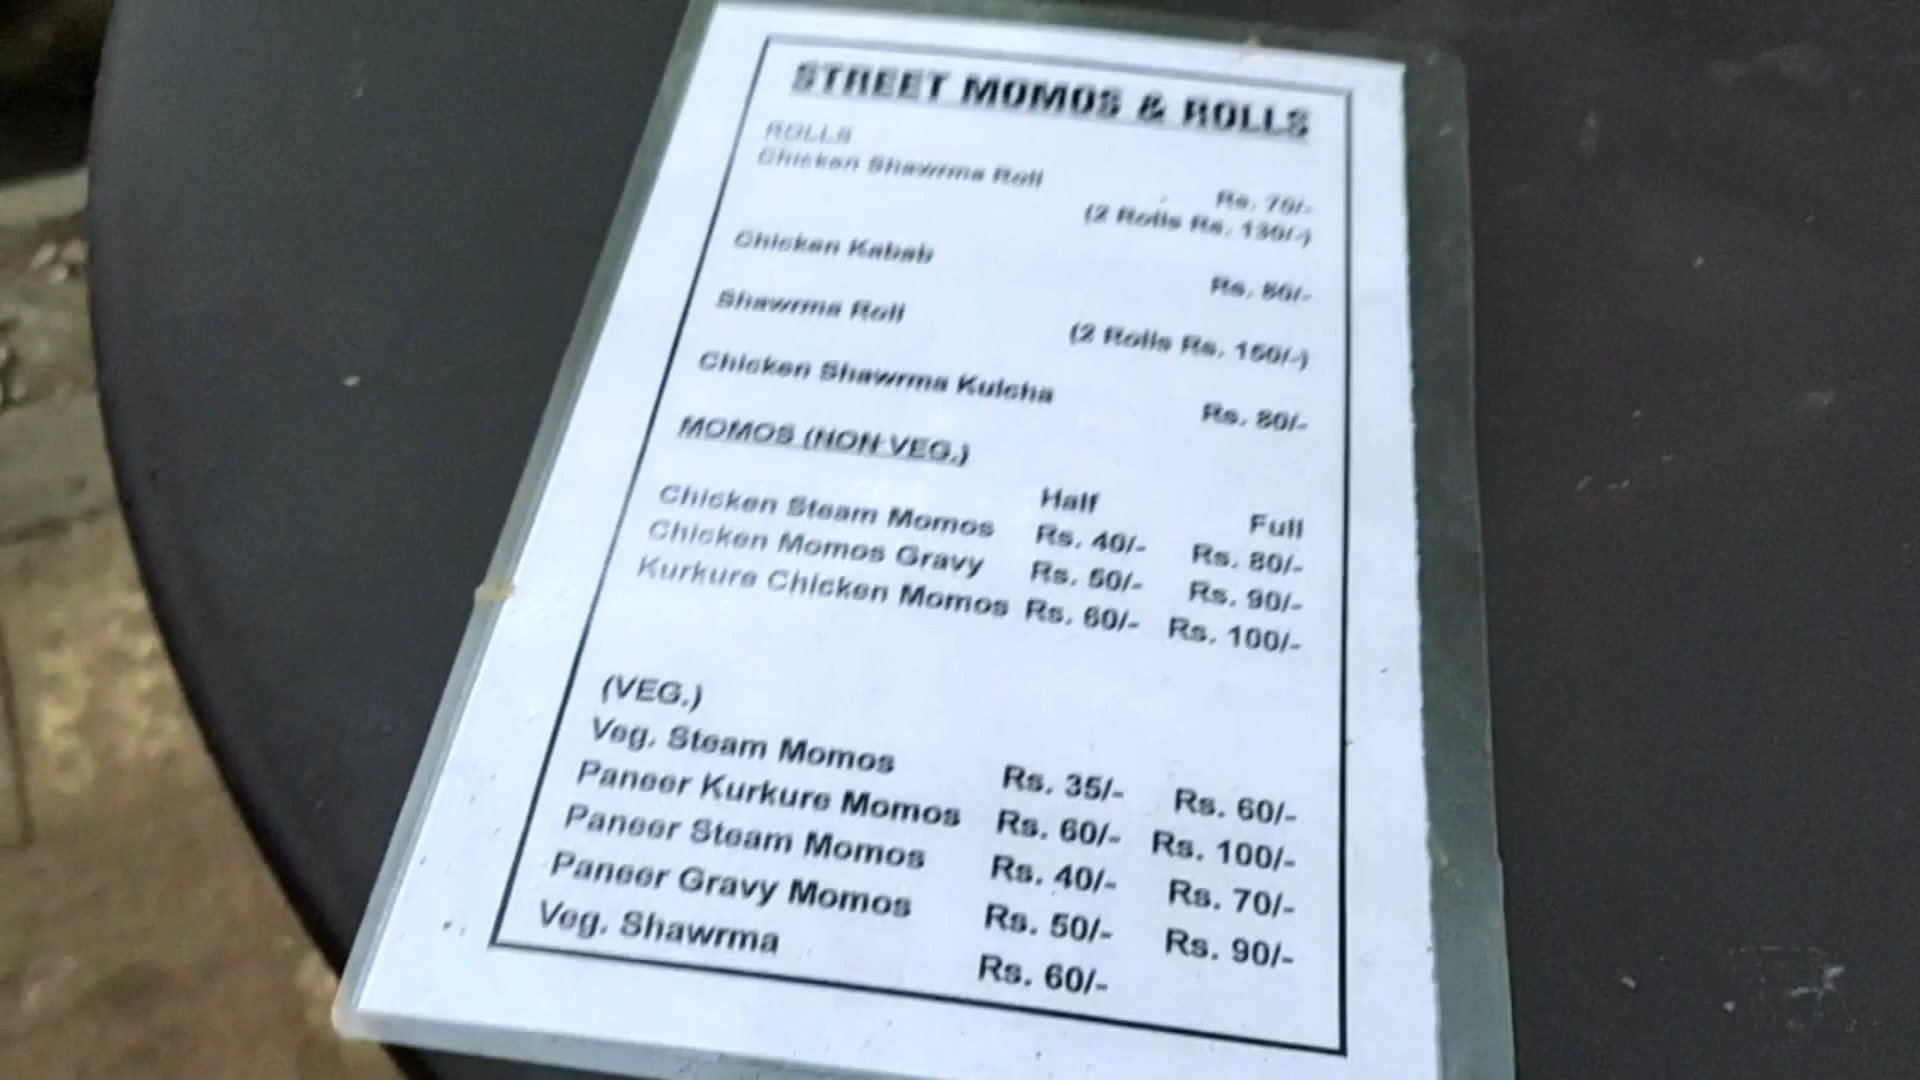 STREET MOMOS & ROLLS
ROLLS
Chicken Shawrma Roll Rs. 70/-
(2 Rolls Rs. 130/-)
Chicken Kabab Rs. 80/-
Shawrma Roll (2 Rolls Rs. 150/-)
Chicken Shawrma Kulcha Rs. 80/-
MOMOS (NON VEG.)
Half Full
Chicken Steam Momos Rs. 40/- Rs. 80/-
Chicken Momos Gravy Rs. 50/- Rs. 90/-
Kurkure Chicken Momos Rs. 60/- Rs. 100/-
(VEG.)
Veg. Steam Momos Rs. 35/- Rs. 60/-
Paneer Kurkure Momos Rs. 60/- Rs. 100/-
Paneer Steam Momos Rs. 40/- Rs. 70/-
Paneer Gravy Momos Rs. 50/- Rs. 90/-
Veg. Shawrma Rs. 60/-